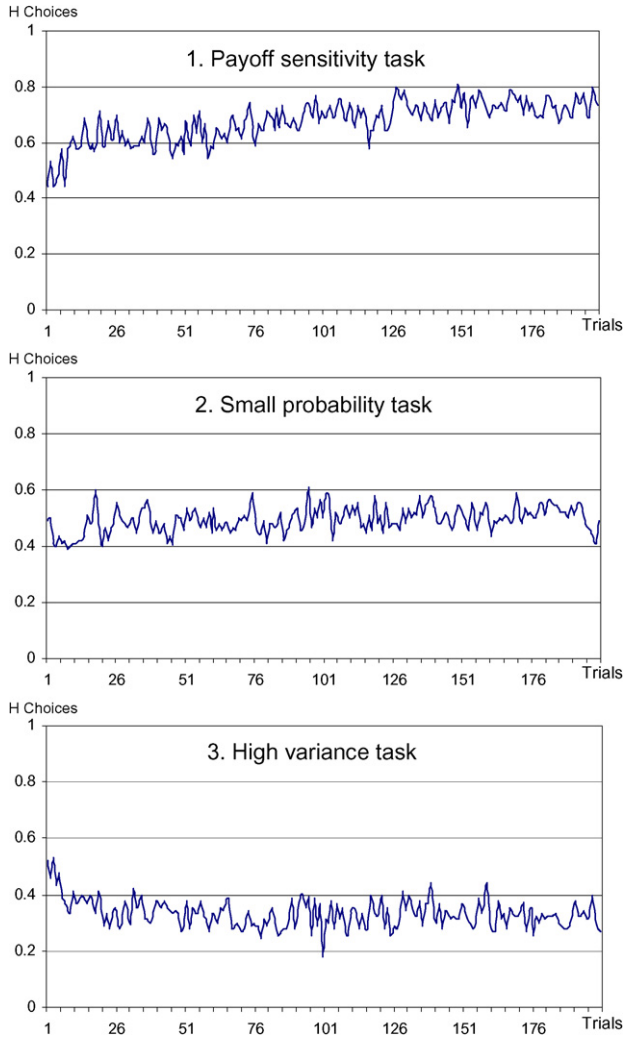 H Choices
1
1. Payoff sensitivity task
0.8
0.6
0.4
0.2
0
1 26 51 76 101 126 151 176 Trials
H Choices
1
2. Small probability task
0.8
0.6
0.4
0.2
0
1 26 51 76 101 126 151 176 Trials
H Choices
1
3. High variance task
0.8
0.6
0.4
0.2
0
1 26 51 76 101 126 151 176 Trials